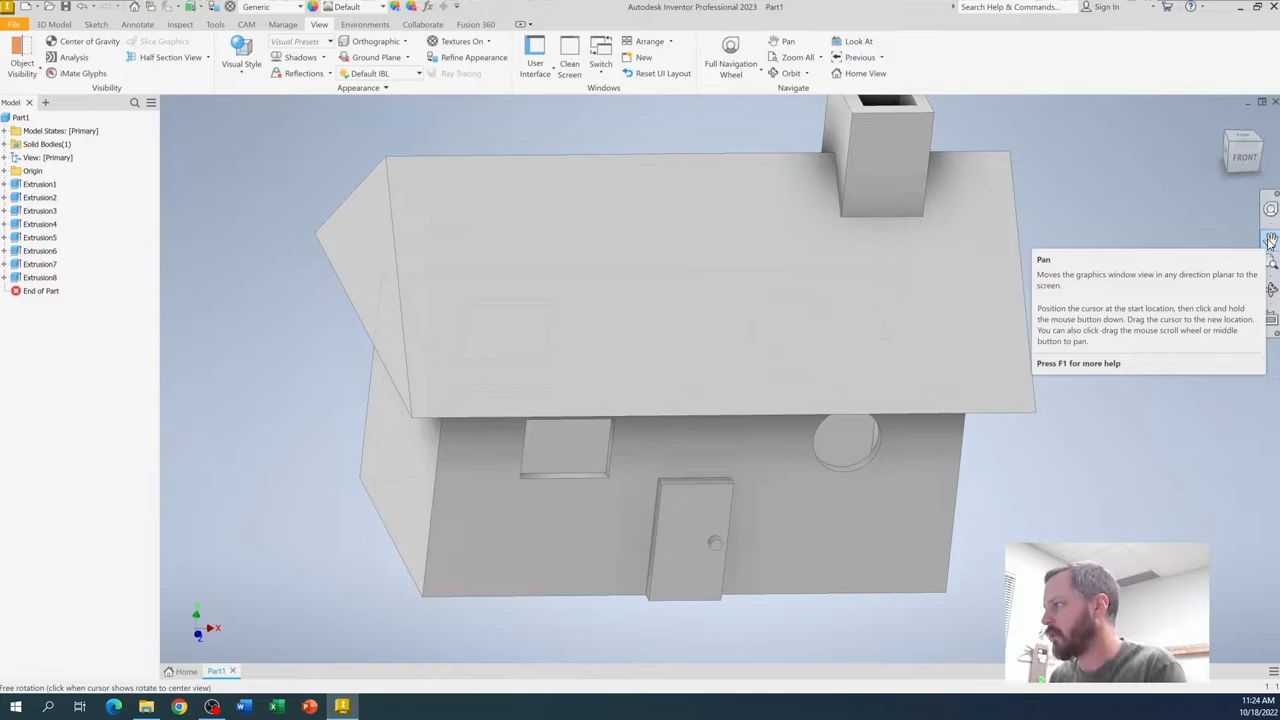 Generic
Default
Autodesk Inventor Professional 2023 Part1
Search Help & Commands...
Sign In
File
3D Model
Sketch
Annotate
Inspect
Tools
CAM
Manage
View
Environments
Collaborate
Fusion 360
Object Visibility
Center of Gravity
Analysis
iMate Glyphs
Slice Graphics
Half Section View
Visibility
Visual Style
Visual Presets
Shadows
Reflections
Orthographic
Ground Plane
Default IBL
Textures On
Refine Appearance
Ray Tracing
Appearance
User Interface
Clean Screen
Switch
Arrange
New
Reset UI Layout
Windows
Full Navigation Wheel
Pan
Zoom All
Orbit
Look At
Previous
Home View
Navigate
Model
Part1
Model States: [Primary]
Solid Bodies(1)
View: [Primary]
Origin
Extrusion1
Extrusion2
Extrusion3
Extrusion4
Extrusion5
Extrusion6
Extrusion7
Extrusion8
End of Part
FRONT
Pan
Moves the graphics window view in any direction planar to the
screen.
Position the cursor at the start location, then click and hold
the mouse button down. Drag the cursor to the new location.
You can also click-drag the mouse scroll wheel or middle
button to pan.
Press F1 for more help
X
Z
Home
Part1
Free rotation (click when cursor shows rotate to center view)
1 1
11:24 AM
10/18/2022